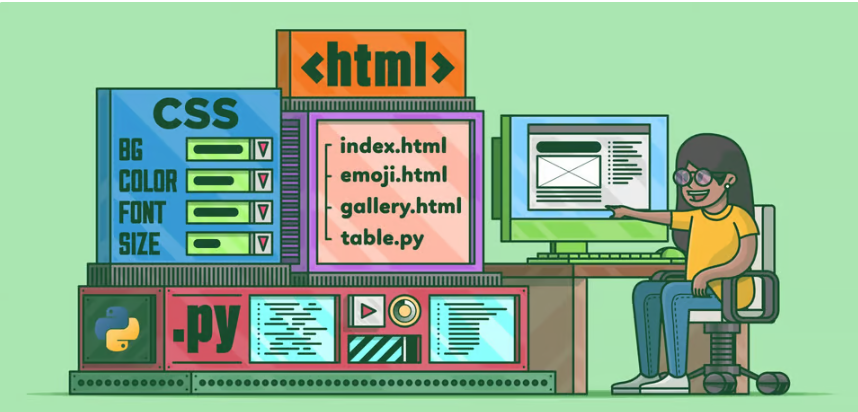 <html>
CSS
BG
COLOR
FONT
SIZE
index.html
emoji.html
gallery.html
table.py
.py